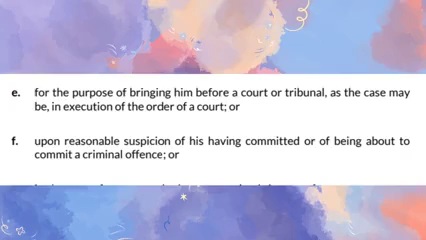 e. for the purpose of bringing him before a court or tribunal, as the case may
be, in execution of the order of a court; or
f. upon reasonable suspicion of his having committed or of being about to
commit a criminal offence; or